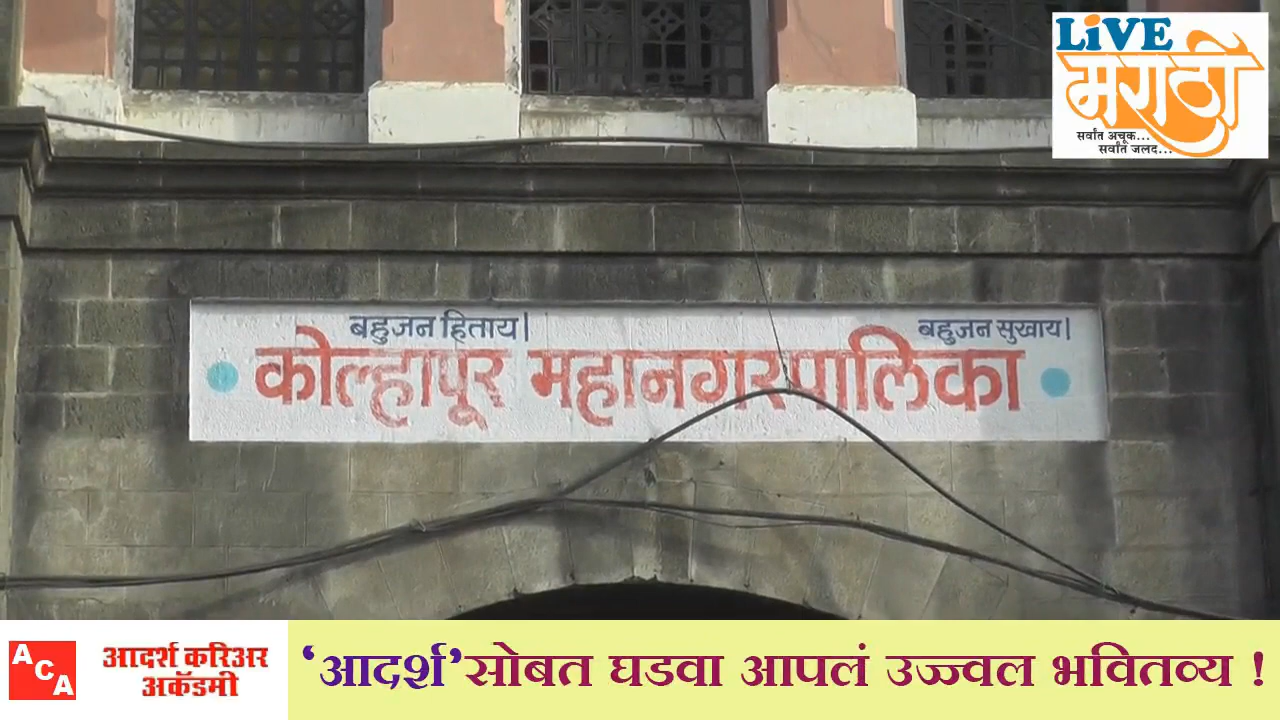 LiVE
मराठी
सर्वांत अचूक...
सर्वांत जलद...
बहुजन हिताय। बहुजन सुखाय।
कोल्हापूर महानगरपालिका
ACA
आदर्श करिअर
अकॅडमी
‘आदर्श’सोबत घडवा आपलं उज्ज्वल भवितव्य !